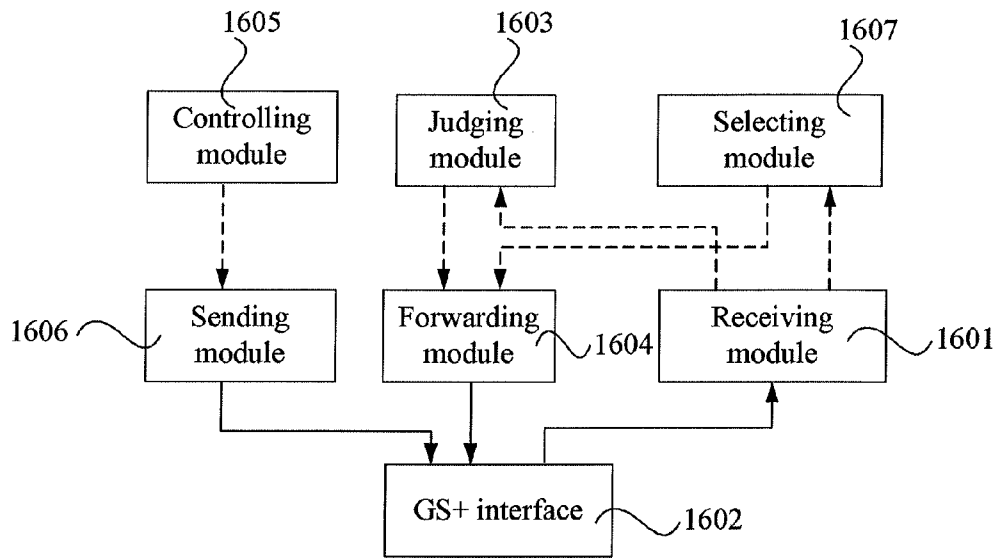 1605
1603
1607
Controlling
module
Judging
module
Selecting
module
1606
Sending
module
Forwarding
module
1604
Receiving
module
1601
GS+ interface
1602